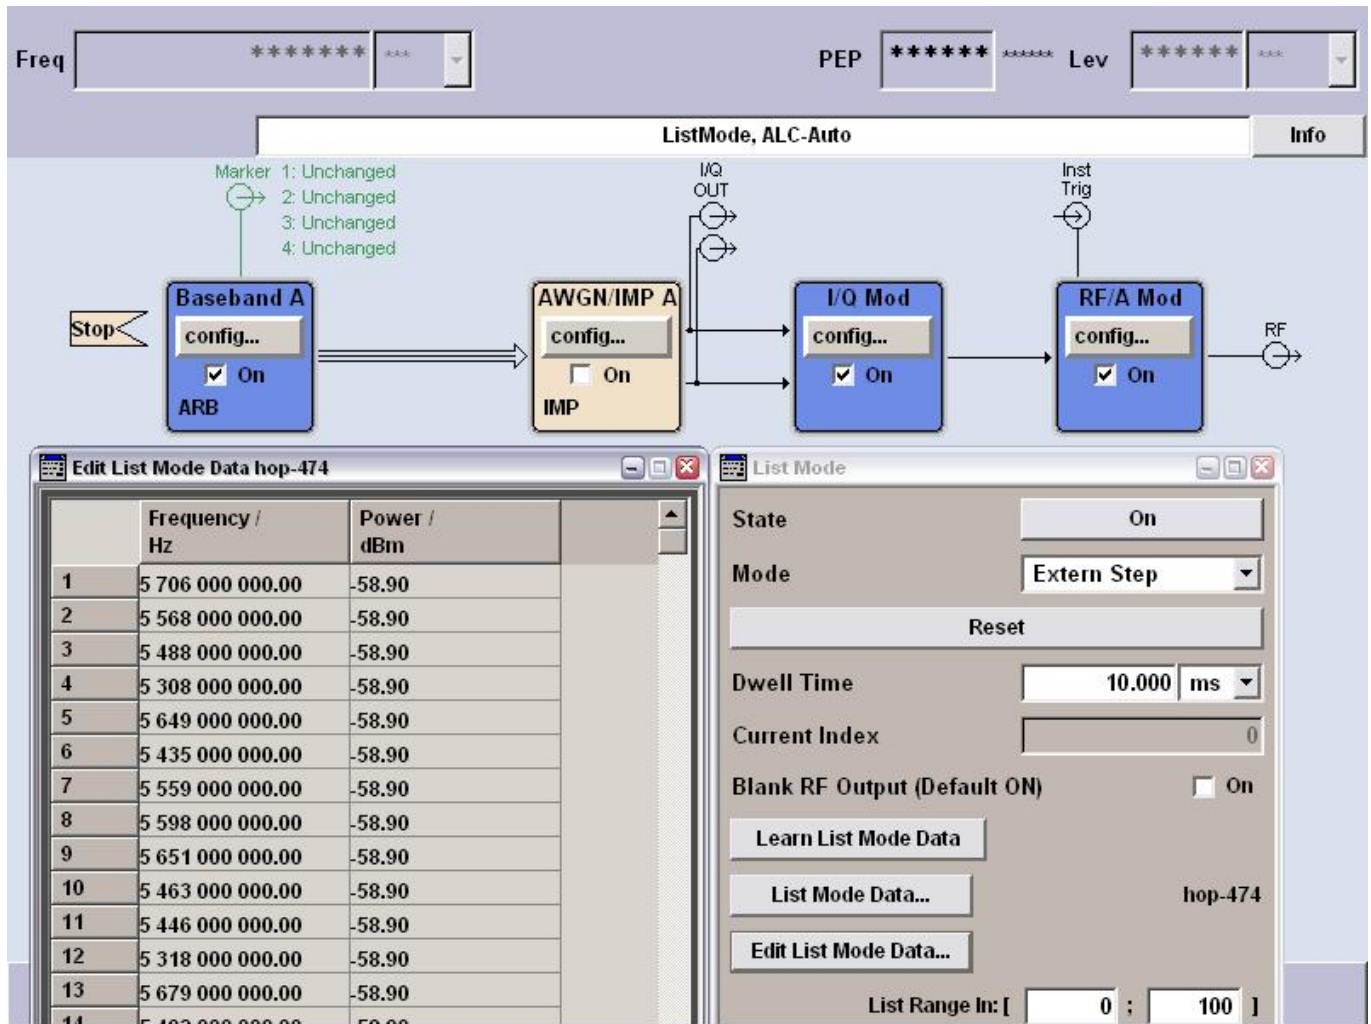 Freq ******* *** PEP ****** ****** Lev ****** ***
ListMode, ALC-Auto Info
Marker 1: Unchanged
2: Unchanged
3: Unchanged
4: Unchanged
I/Q
OUT
Inst
Trig
Stop
Baseband A
config...
On
ARB
AWGN/IMP A
config...
On
IMP
I/Q Mod
config...
On
RF/A Mod
config...
On
RF
Edit List Mode Data hop-474
Frequency / Hz Power / dBm
1 5 706 000 000.00 -58.90
2 5 568 000 000.00 -58.90
3 5 488 000 000.00 -58.90
4 5 308 000 000.00 -58.90
5 5 649 000 000.00 -58.90
6 5 435 000 000.00 -58.90
7 5 559 000 000.00 -58.90
8 5 598 000 000.00 -58.90
9 5 651 000 000.00 -58.90
10 5 463 000 000.00 -58.90
11 5 446 000 000.00 -58.90
12 5 318 000 000.00 -58.90
13 5 679 000 000.00 -58.90
14
List Mode
State On
Mode Extern Step
Reset
Dwell Time 10.000 ms
Current Index 0
Blank RF Output (Default ON) On
Learn List Mode Data
List Mode Data... hop-474
Edit List Mode Data...
List Range In: [ 0 ; 100 ]